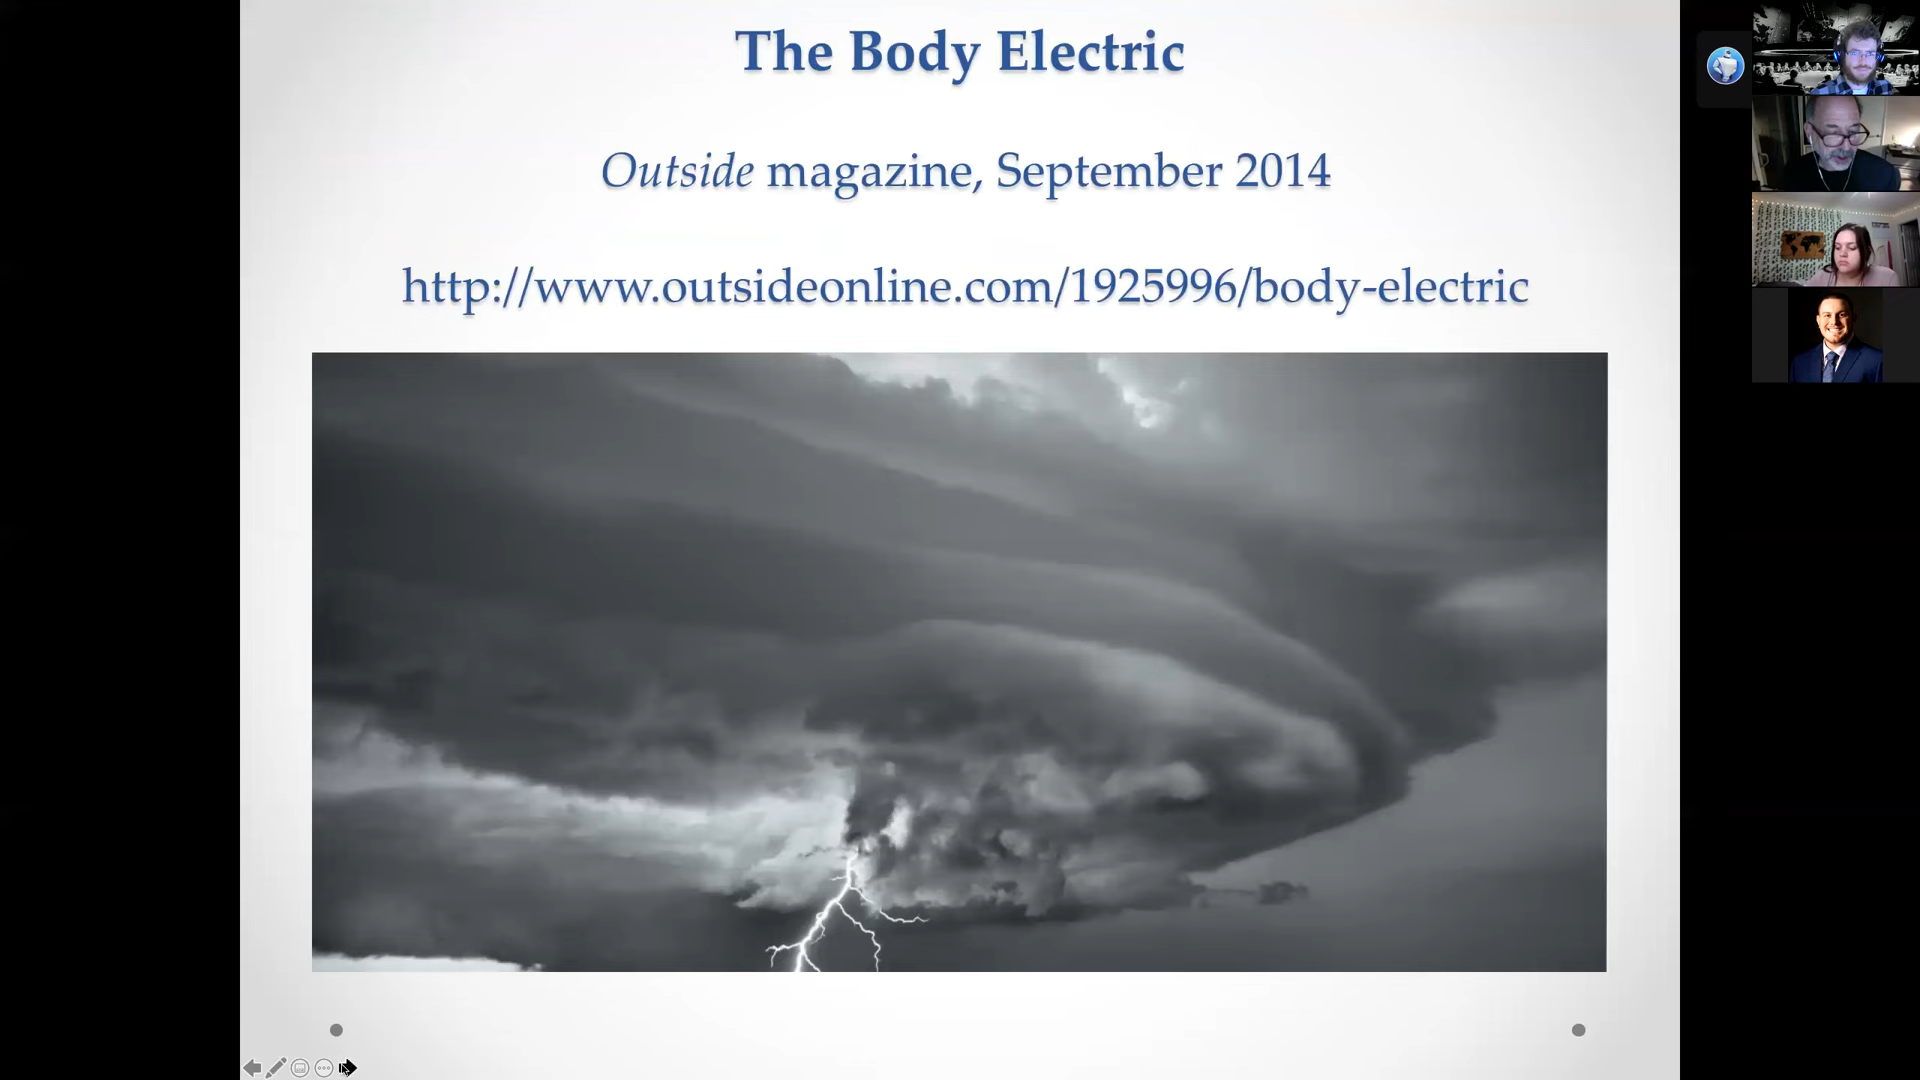 The Body Electric
Outside magazine, September 2014
http://www.outsideonline.com/1925996/body-electric